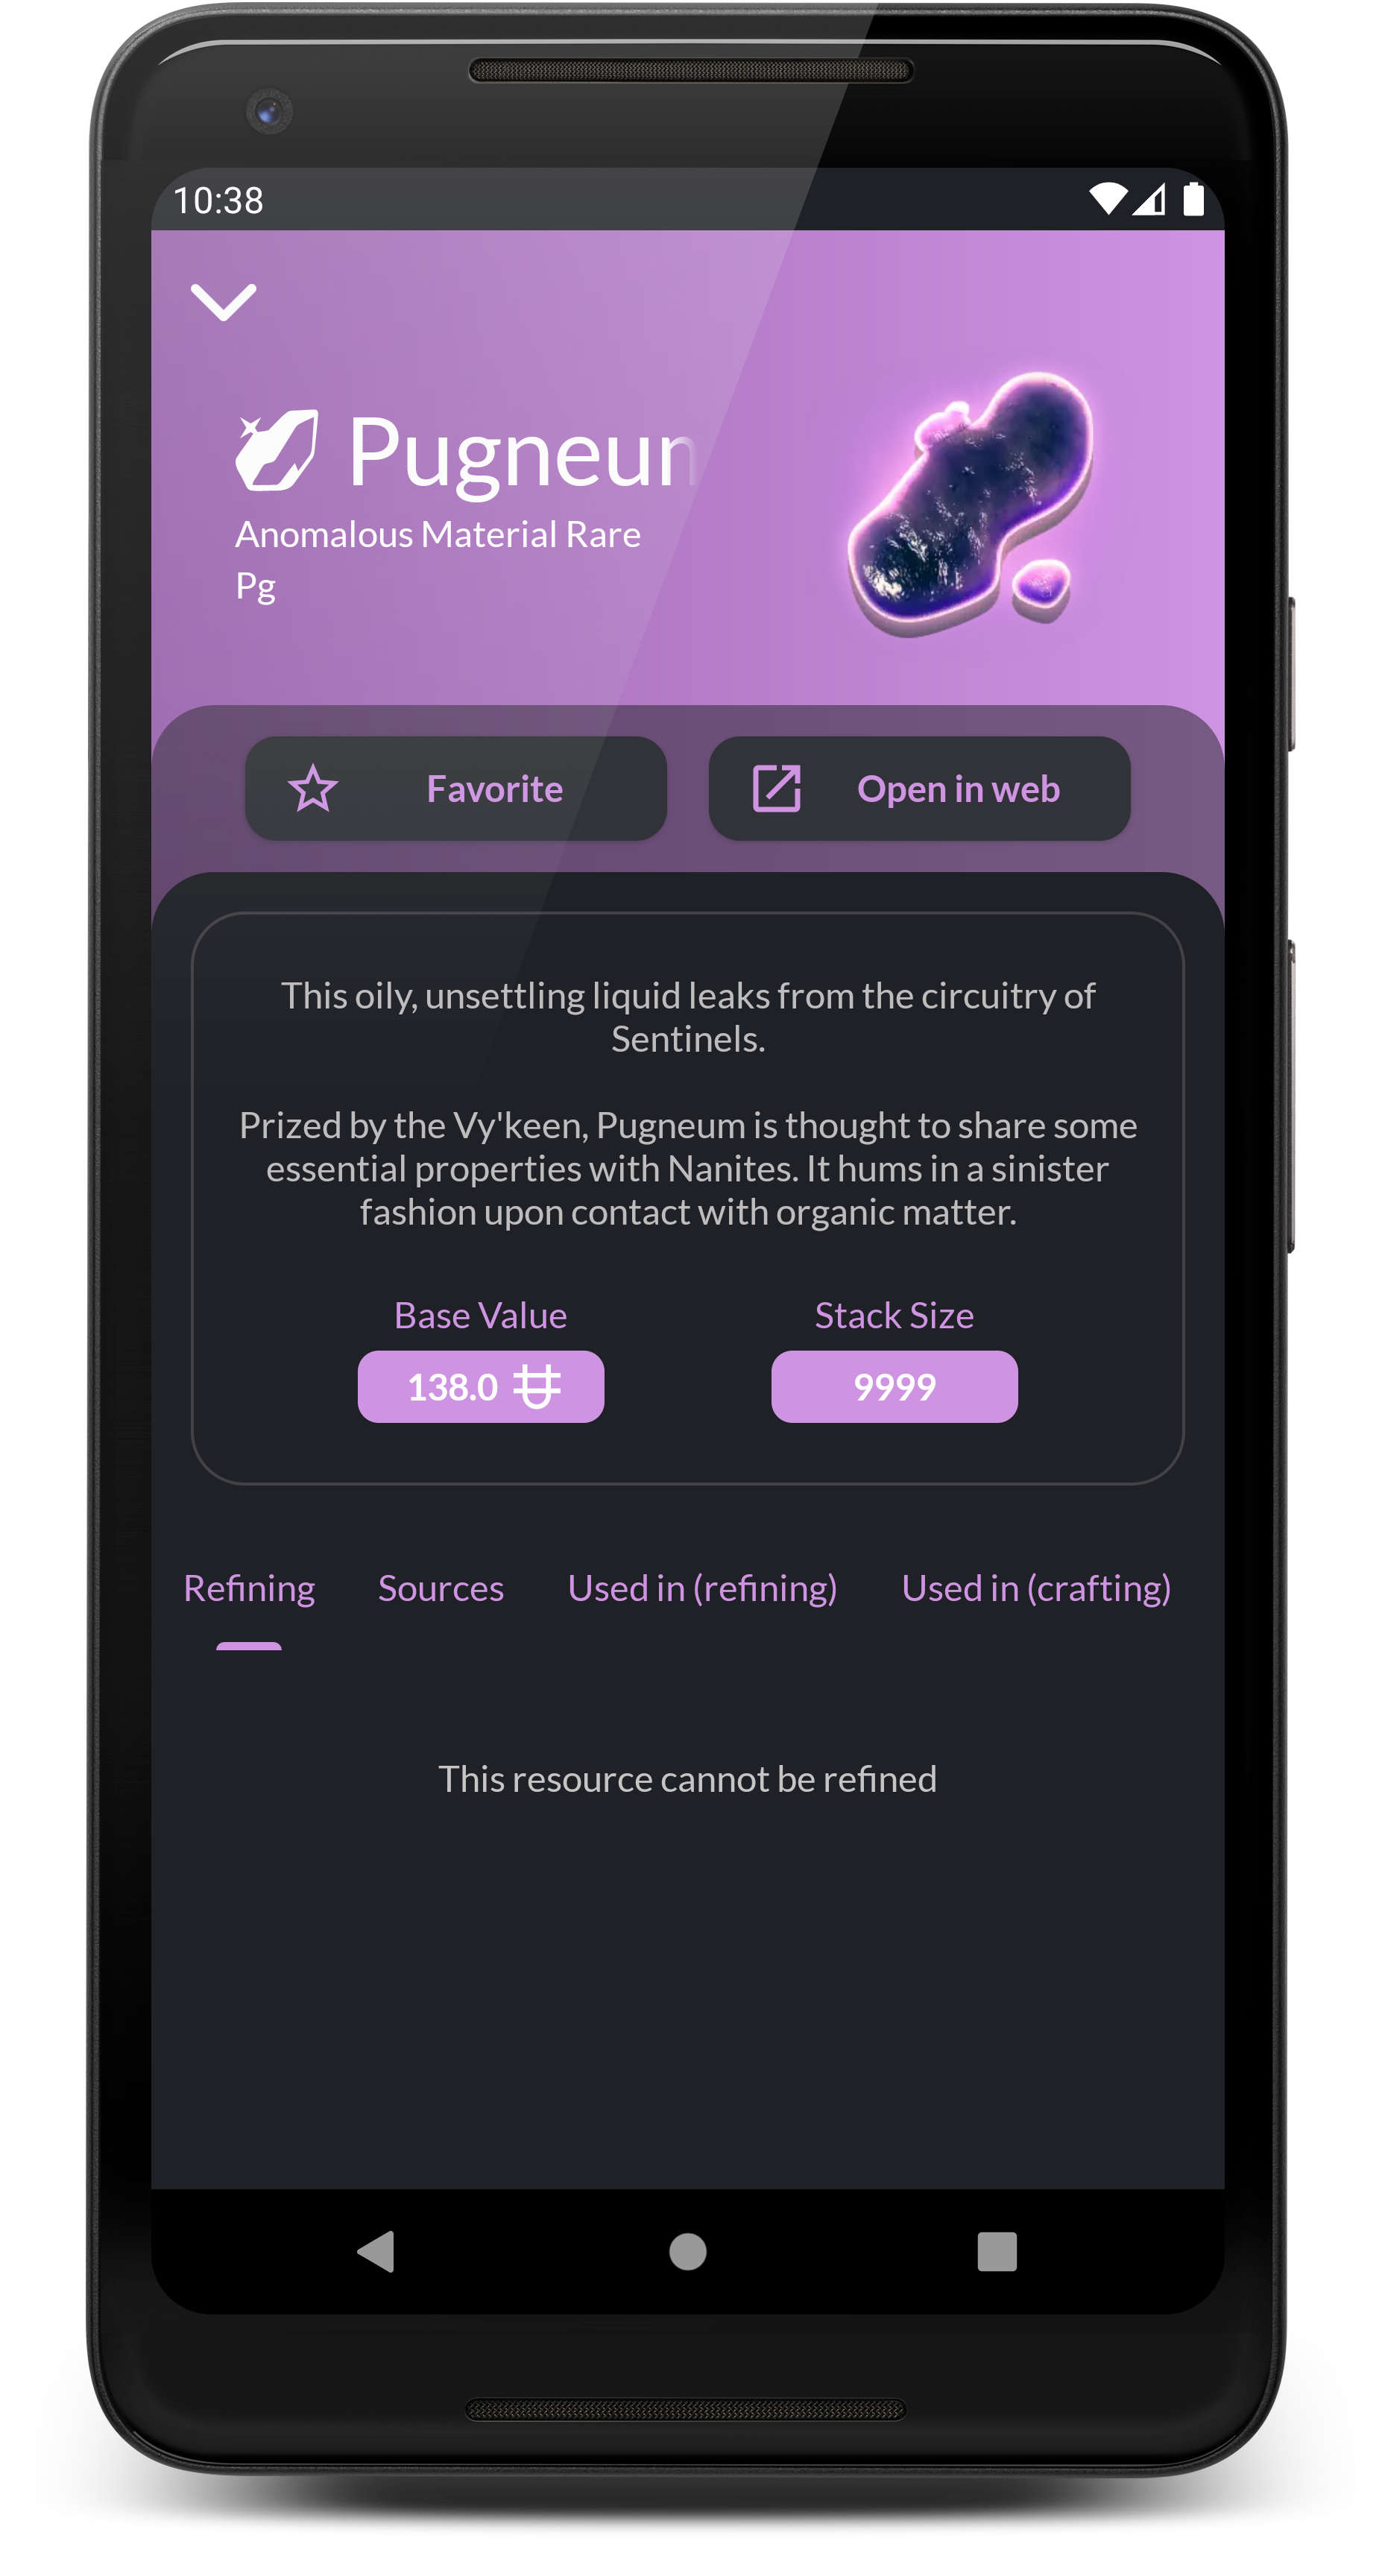 10:38
Pugneum
Anomalous Material Rare
Pg
Favorite
Open in web
This oily, unsettling liquid leaks from the circuitry of
Sentinels.
Prized by the Vy'keen, Pugneum is thought to share some
essential properties with Nanites. It hums in a sinister
fashion upon contact with organic matter.
Base Value
Stack Size
138.0
9999
Refining
Sources
Used in (refining)
Used in (crafting)
This resource cannot be refined